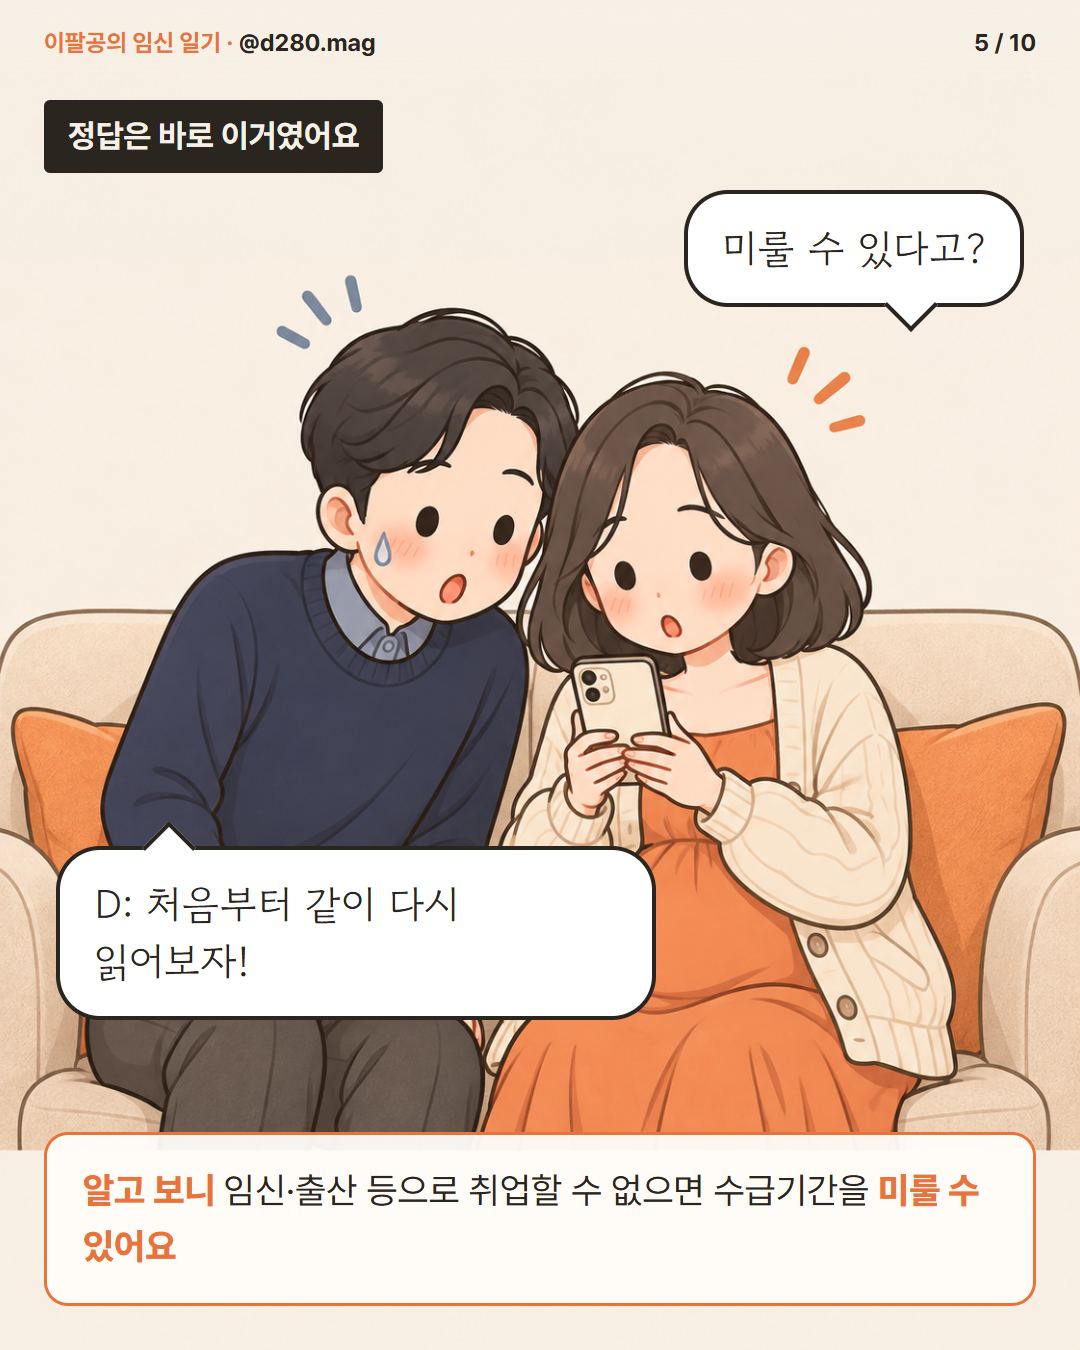 이팔공의 임신 일기 · @d280.mag
5 / 10
정답은 바로 이거였어요
미룰 수 있다고?
D: 처음부터 같이 다시
읽어보자!
알고 보니 임신·출산 등으로 취업할 수 없으면 수급기간을 미룰 수
있어요